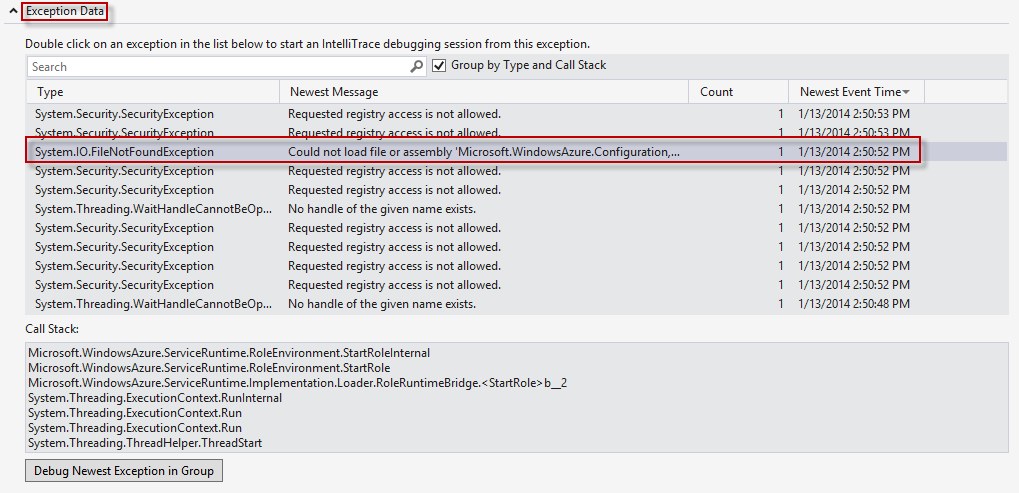 Exception Data
Double click on an exception in the list below to start an IntelliTrace debugging session from this exception.
Search Group by Type and Call Stack
Type Newest Message Count Newest Event Time
System.Security.SecurityException Requested registry access is not allowed. 1 1/13/2014 2:50:53 PM
System.Security.SecurityException Requested registry access is not allowed. 1 1/13/2014 2:50:53 PM
System.IO.FileNotFoundException Could not load file or assembly 'Microsoft.WindowsAzure.Configuration,... 1 1/13/2014 2:50:52 PM
System.Security.SecurityException Requested registry access is not allowed. 1 1/13/2014 2:50:52 PM
System.Security.SecurityException Requested registry access is not allowed. 1 1/13/2014 2:50:52 PM
System.Threading.WaitHandleCannotBeOp... No handle of the given name exists. 1 1/13/2014 2:50:52 PM
System.Security.SecurityException Requested registry access is not allowed. 1 1/13/2014 2:50:52 PM
System.Security.SecurityException Requested registry access is not allowed. 1 1/13/2014 2:50:52 PM
System.Security.SecurityException Requested registry access is not allowed. 1 1/13/2014 2:50:52 PM
System.Security.SecurityException Requested registry access is not allowed. 1 1/13/2014 2:50:52 PM
System.Threading.WaitHandleCannotBeOp... No handle of the given name exists. 1 1/13/2014 2:50:48 PM
Call Stack:
Microsoft.WindowsAzure.ServiceRuntime.RoleEnvironment.StartRoleInternal
Microsoft.WindowsAzure.ServiceRuntime.RoleEnvironment.StartRole
Microsoft.WindowsAzure.ServiceRuntime.Implementation.Loader.RoleRuntimeBridge.<StartRole>b__2
System.Threading.ExecutionContext.RunInternal
System.Threading.ExecutionContext.Run
System.Threading.ExecutionContext.Run
System.Threading.ThreadHelper.ThreadStart
Debug Newest Exception in Group